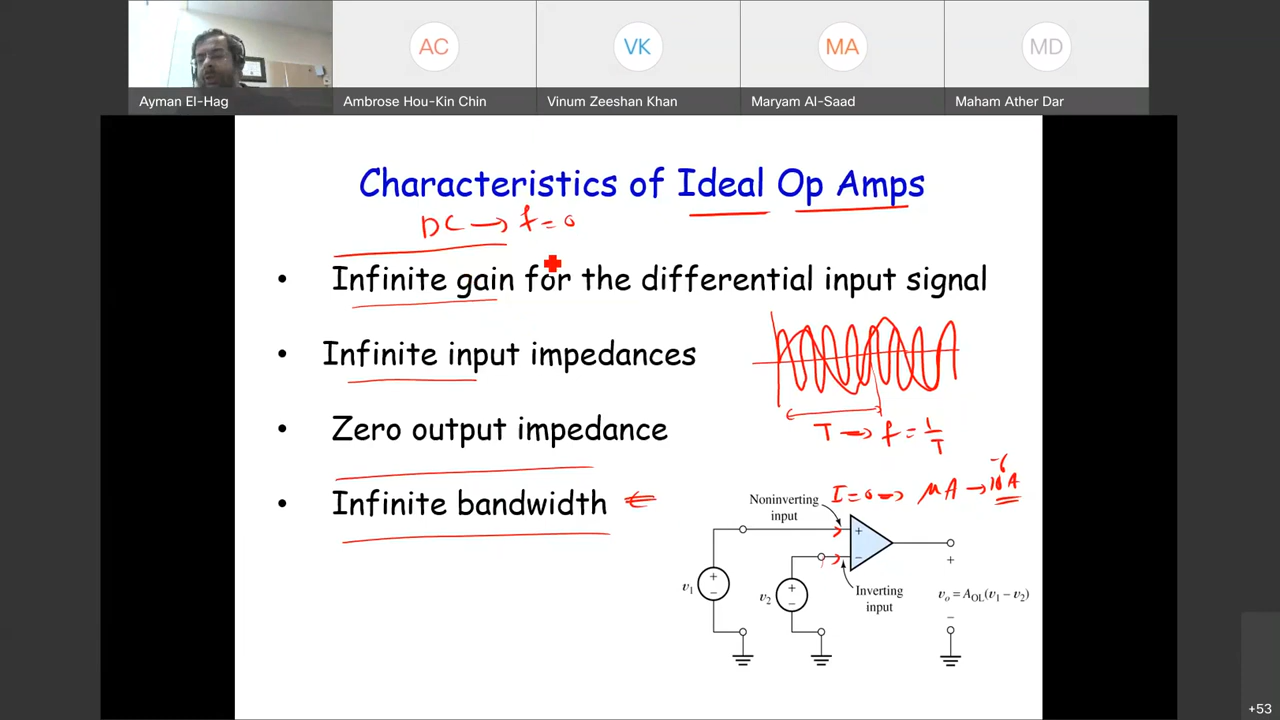 AC
VK
MA
MD
Ayman El-Hag
Ambrose Hou-Kin Chin
Vinum Zeeshan Khan
Maryam Al-Saad
Maham Ather Dar
Characteristics of Ideal Op Amps
DC → f = 0
• Infinite gain for the differential input signal
• Infinite input impedances
• Zero output impedance
T → f = 1/T
• Infinite bandwidth
I = 0 → μA → 10⁻⁶ A
Noninverting
input
+
−
+
v₁
+
−
v₂
+
−
Inverting
input
vₒ = A_OL(v₁ − v₂)
−
+53